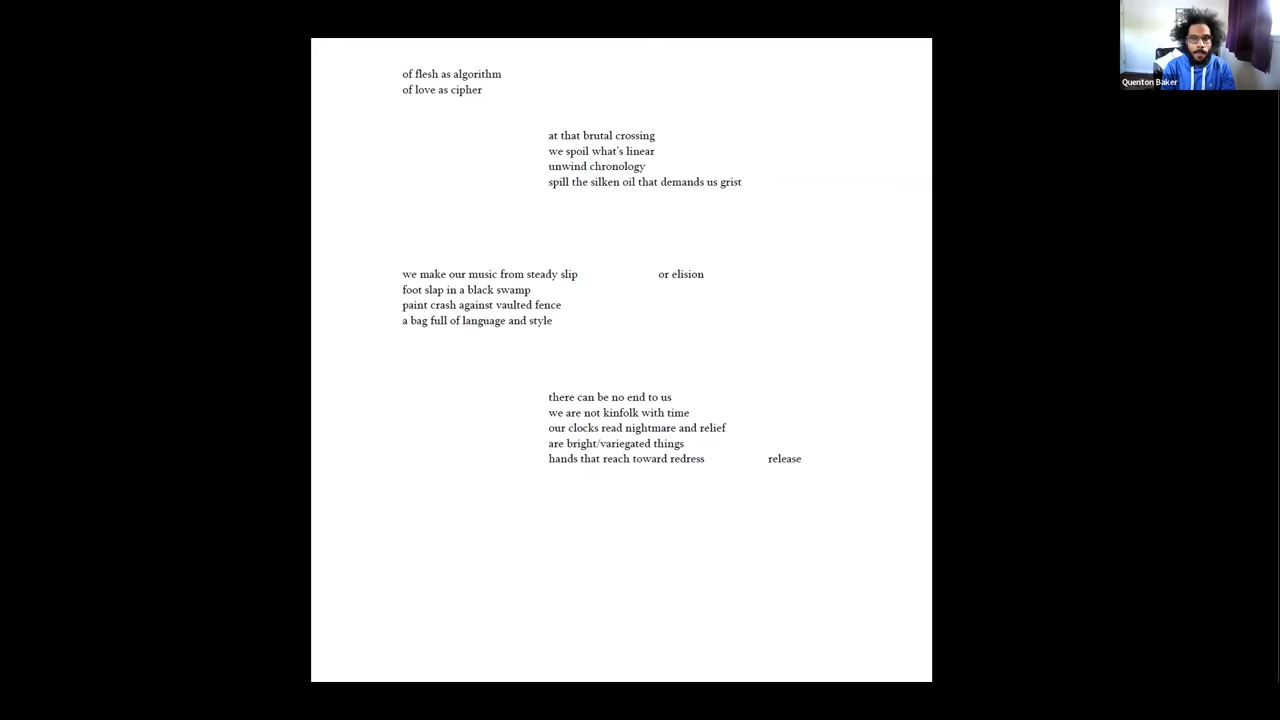 of flesh as algorithm
of love as cipher
at that brutal crossing
we spoil what's linear
unwind chronology
spill the silken oil that demands us grist
we make our music from steady slip or elision
foot slap in a black swamp
paint crash against vaulted fence
a bag full of language and style
there can be no end to us
we are not kinfolk with time
our clocks read nightmare and relief
are bright/variegated things
hands that reach toward redress release
Quenton Baker